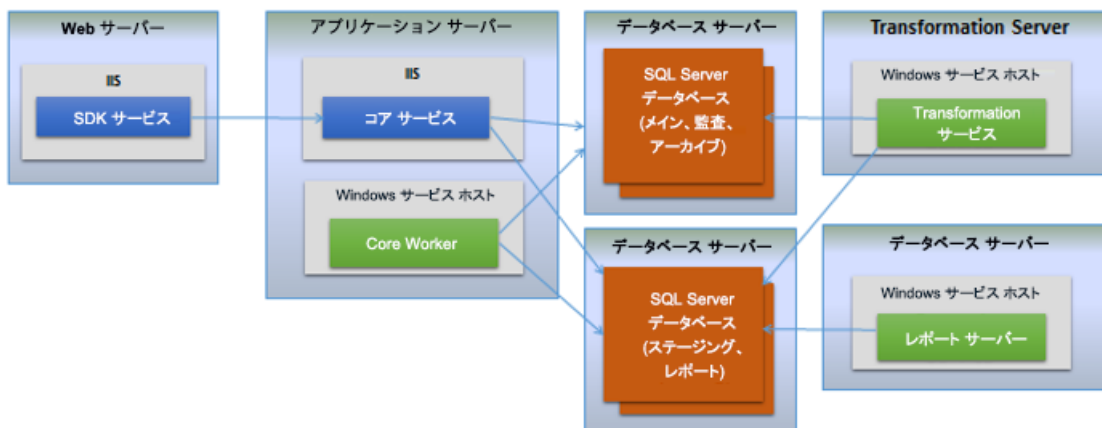 Web サーバー
IIS
SDK サービス
アプリケーション サーバー
IIS
コア サービス
Windows サービス ホスト
Core Worker
データベース サーバー
SQL Server
データベース
(メイン、監査、
アーカイブ)
データベース サーバー
SQL Server
データベース
(ステージング、
レポート)
Transformation Server
Windows サービス ホスト
Transformation
サービス
データベース サーバー
Windows サービス ホスト
レポート サーバー